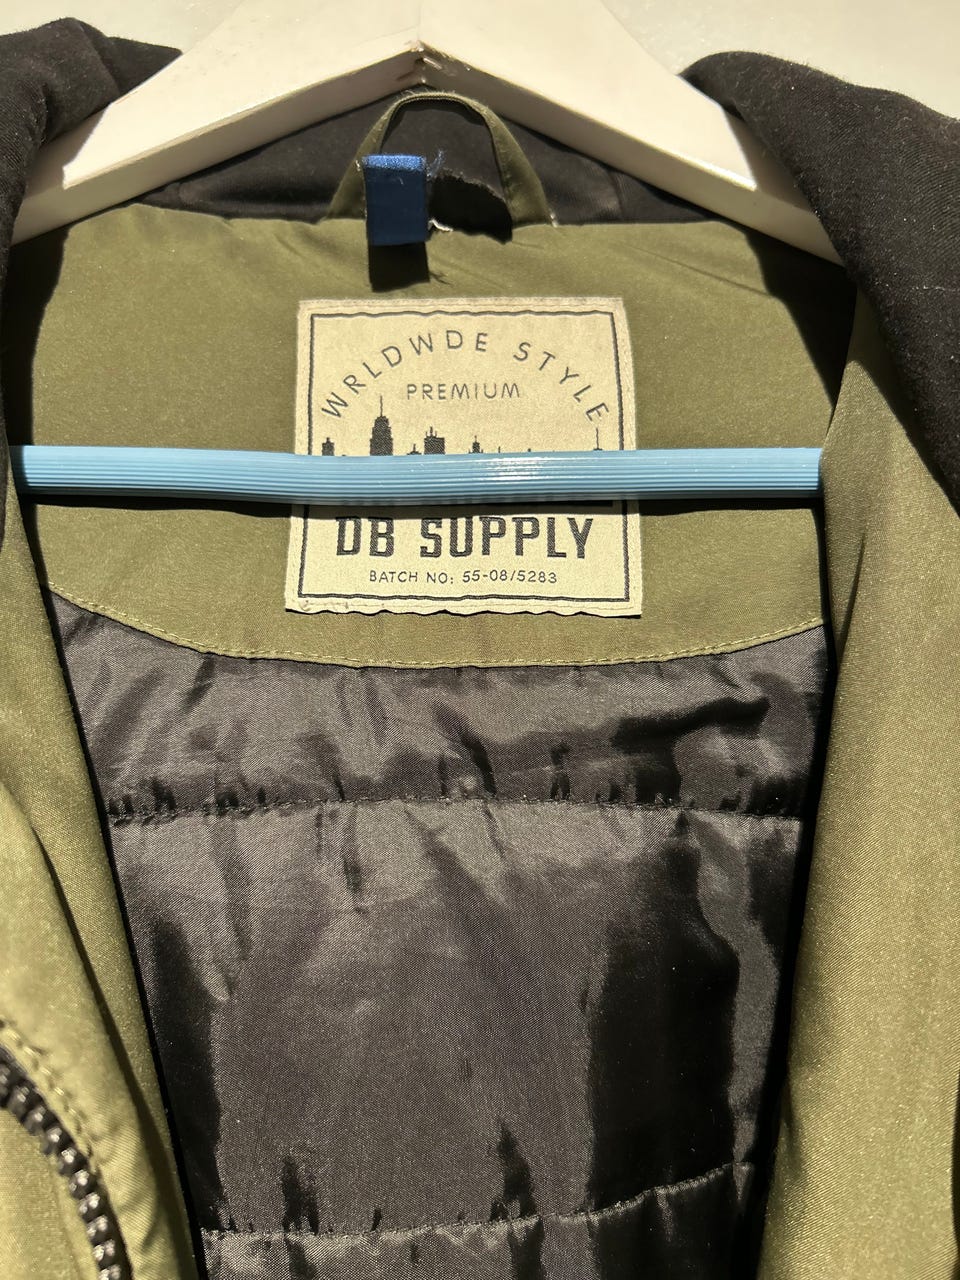 WRLDWDE STYLE
PREMIUM
DB SUPPLY
BATCH NO: 55-08/5283